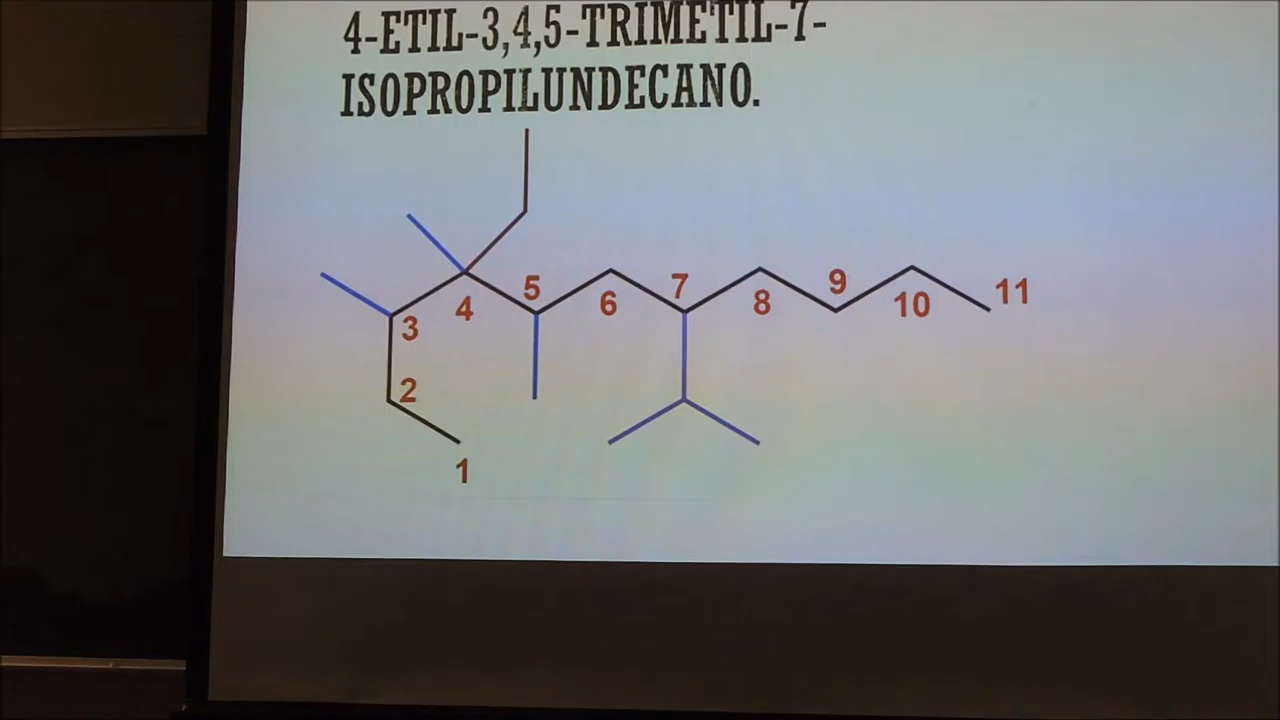 4-ETIL-3,4,5-TRIMETIL-7-
ISOPROPILUNDECANO.
5 7 9 11
4 6 8 10
3
2
1